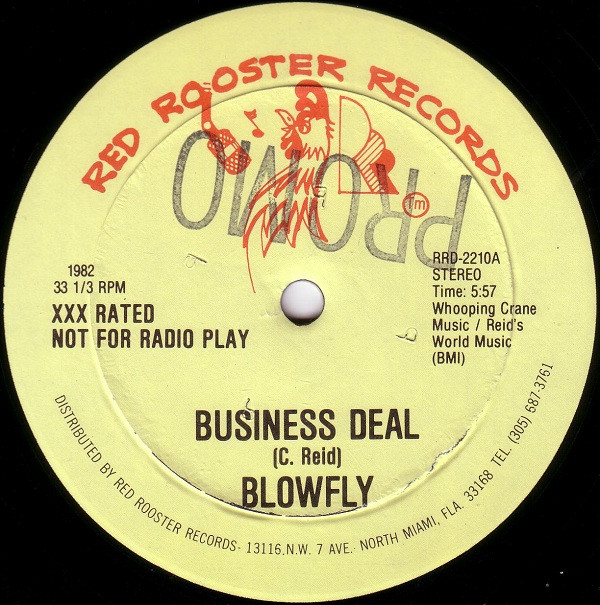 RED ROOSTER RECORDS
R
TM
PROMO
1982
33 1/3 RPM
XXX RATED
NOT FOR RADIO PLAY
RRD-2210A
STEREO
Time: 5:57
Whooping Crane
Music / Reid's
World Music
(BMI)
BUSINESS DEAL
(C. Reid)
BLOWFLY
DISTRIBUTED BY RED ROOSTER RECORDS- 13116.N.W. 7 AVE.- NORTH MIAMI, FLA. 33168 TEL. (305) 687-3761